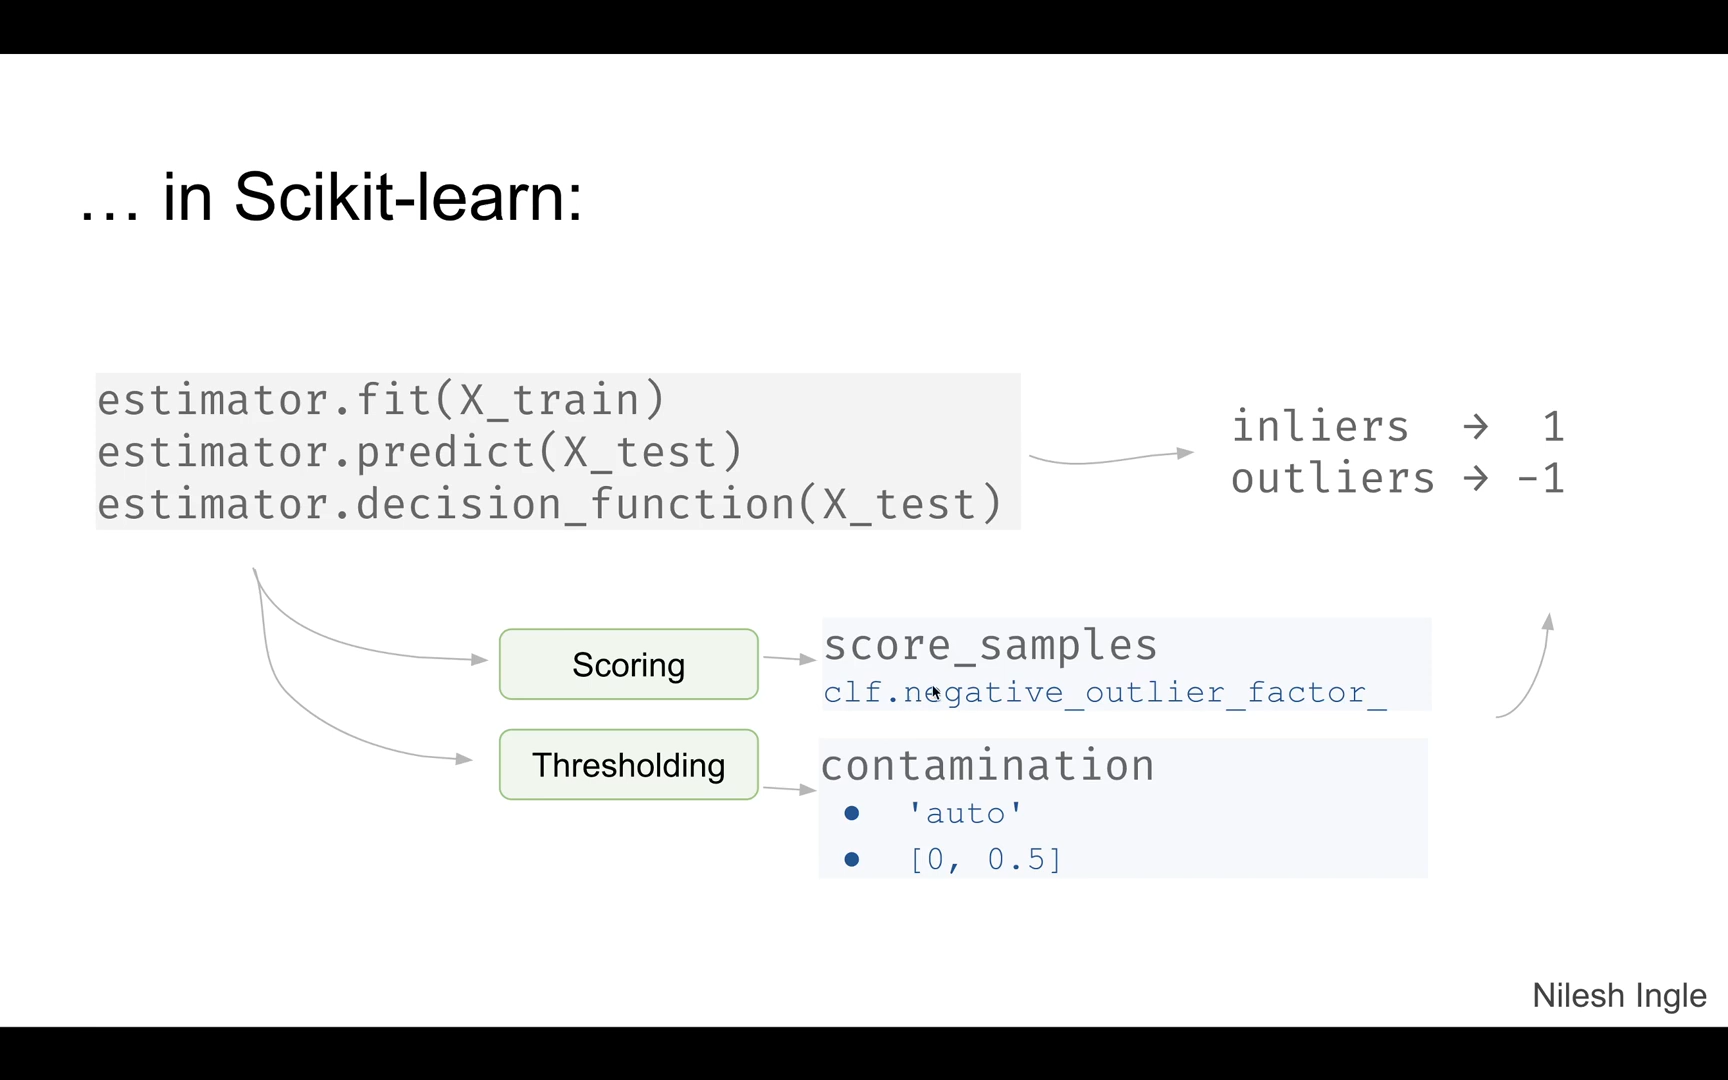 … in Scikit-learn:
estimator.fit(X_train)
estimator.predict(X_test)
estimator.decision_function(X_test)
inliers → 1
outliers → -1
Scoring
score_samples
clf.negative_outlier_factor_
Thresholding
contamination
● 'auto'
● [0, 0.5]
Nilesh Ingle